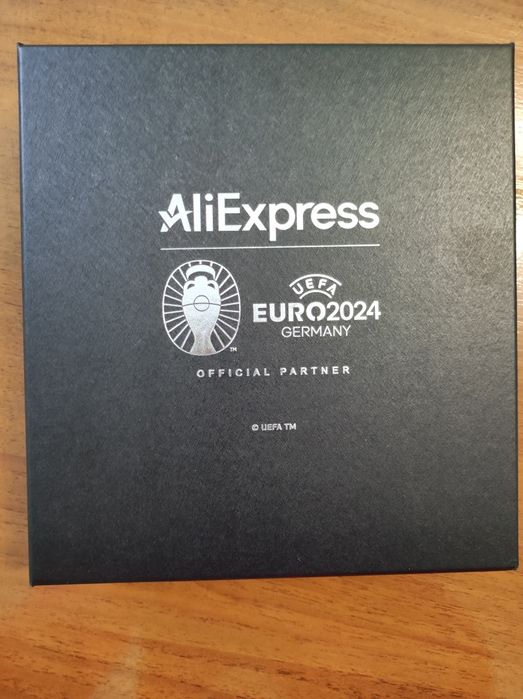 AliExpress
UEFA
EURO2024
GERMANY
TM
OFFICIAL PARTNER
© UEFA TM